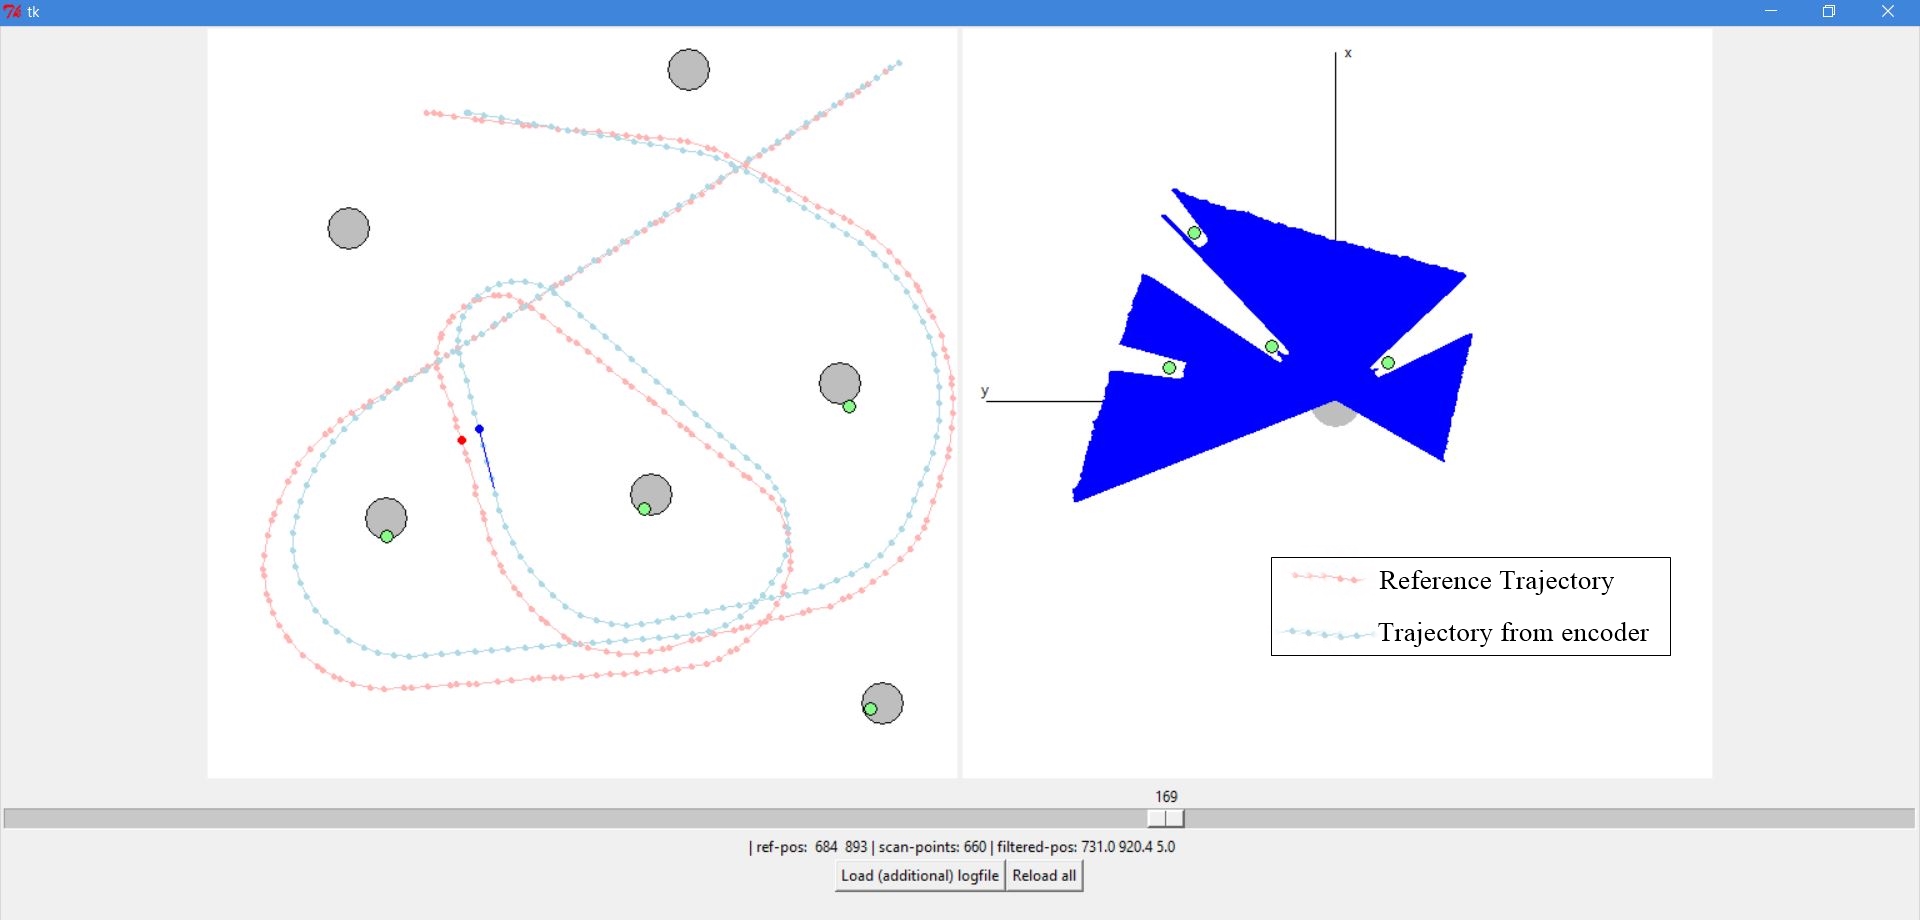 tk
x
y
Reference Trajectory
Trajectory from encoder
169
| ref-pos:  684  893 | scan-points: 660 | filtered-pos: 731.0 920.4 5.0
Load (additional) logfile
Reload all